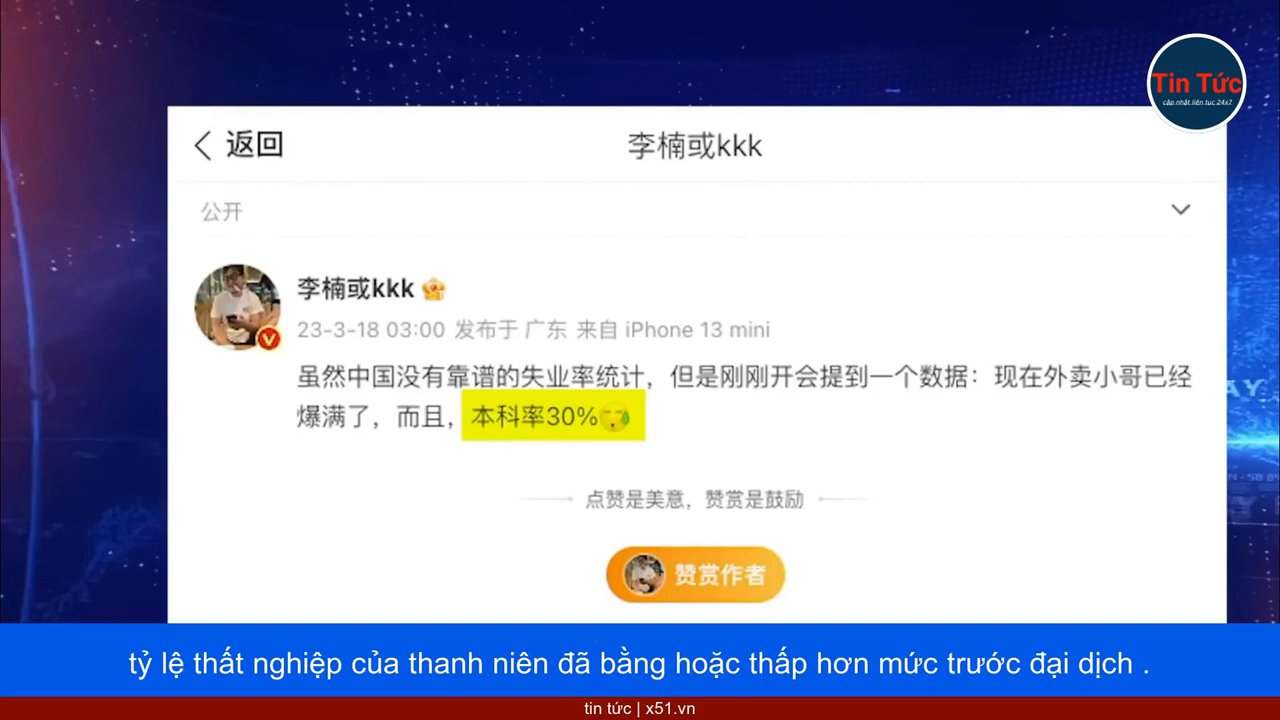 Tin Tức
cập nhật liên tục 24x7
返回
李楠或kkk
公开
李楠或kkk
23-3-18 03:00 发布于 广东 来自 iPhone 13 mini
虽然中国没有靠谱的失业率统计，但是刚刚开会提到一个数据：现在外卖小哥已经
爆满了，而且，本科率30%
点赞是美意，赞赏是鼓励
赞赏作者
tỷ lệ thất nghiệp của thanh niên đã bằng hoặc thấp hơn mức trước đại dịch .
tin tức | x51.vn